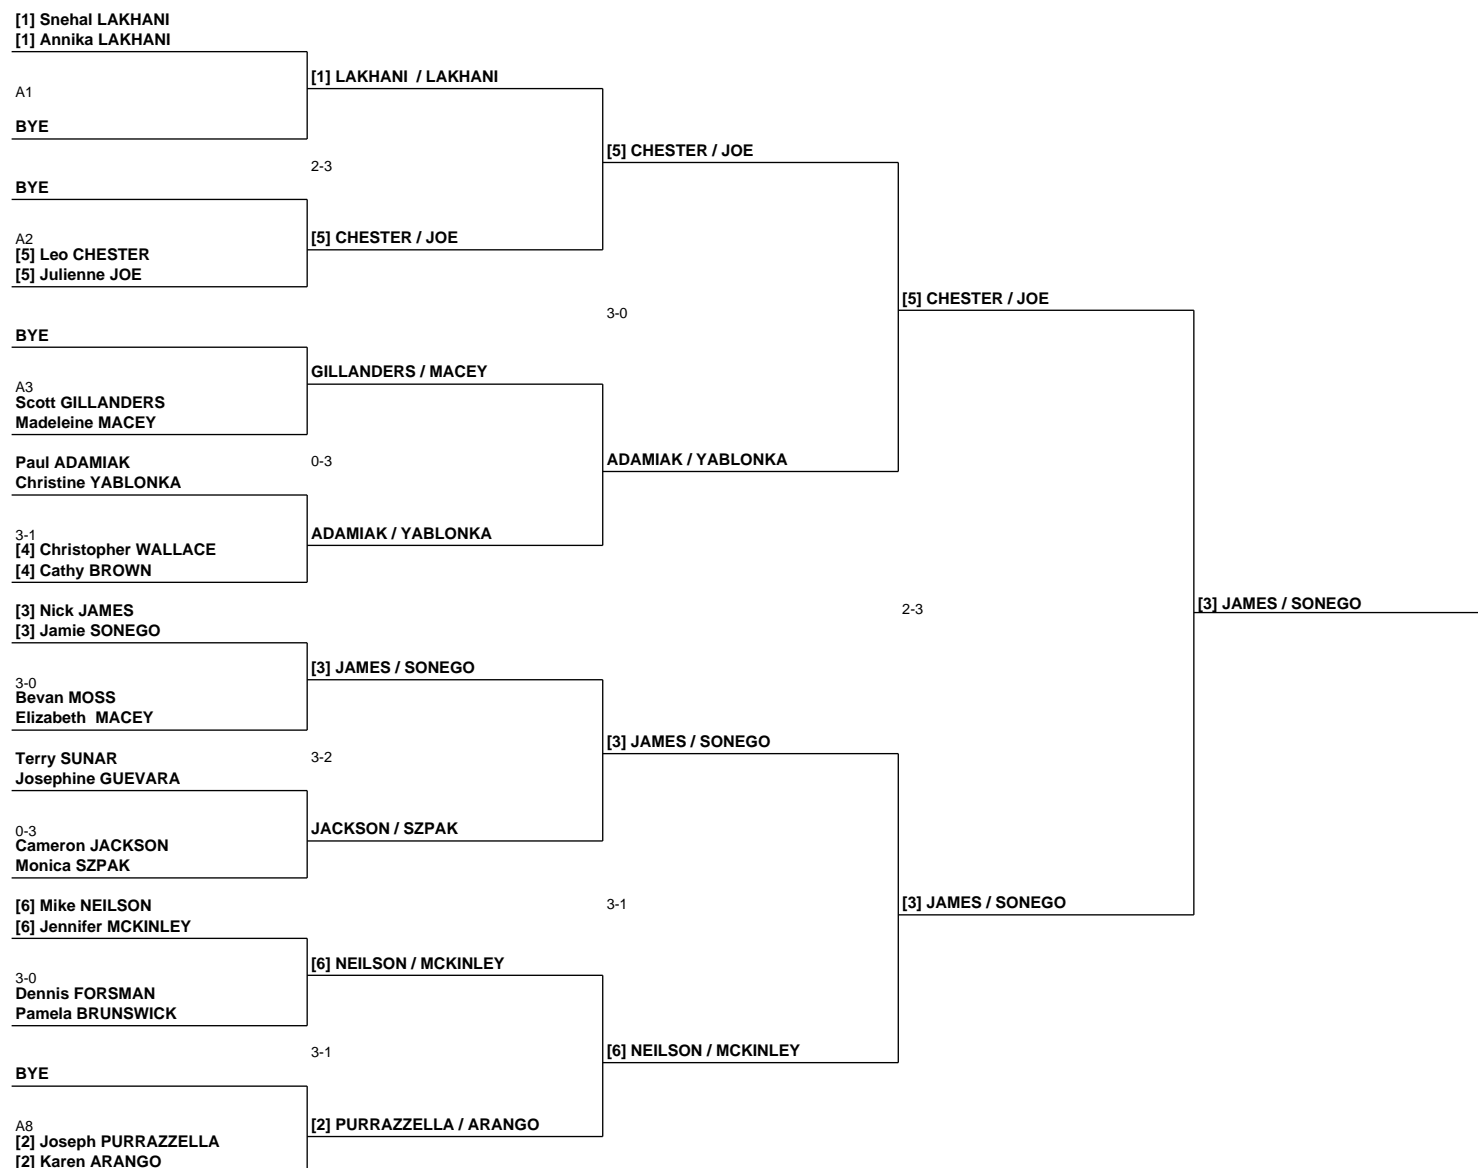 [1] Snehal LAKHANI
[1] Annika LAKHANI
[1] LAKHANI / LAKHANI
A1
BYE
[5] CHESTER / JOE
2-3
BYE
A2
[5] CHESTER / JOE
[5] Leo CHESTER
[5] Julienne JOE
[5] CHESTER / JOE
3-0
BYE
GILLANDERS / MACEY
A3
Scott GILLANDERS
Madeleine MACEY
Paul ADAMIAK
0-3
ADAMIAK / YABLONKA
Christine YABLONKA
3-1
ADAMIAK / YABLONKA
[4] Christopher WALLACE
[4] Cathy BROWN
[3] Nick JAMES
2-3
[3] JAMES / SONEGO
[3] Jamie SONEGO
[3] JAMES / SONEGO
3-0
Bevan MOSS
Elizabeth MACEY
[3] JAMES / SONEGO
Terry SUNAR
3-2
Josephine GUEVARA
0-3
JACKSON / SZPAK
Cameron JACKSON
Monica SZPAK
[6] Mike NEILSON
3-1
[3] JAMES / SONEGO
[6] Jennifer MCKINLEY
[6] NEILSON / MCKINLEY
3-0
Dennis FORSMAN
Pamela BRUNSWICK
3-1
[6] NEILSON / MCKINLEY
BYE
A8
[2] PURRAZZELLA / ARANGO
[2] Joseph PURRAZZELLA
[2] Karen ARANGO